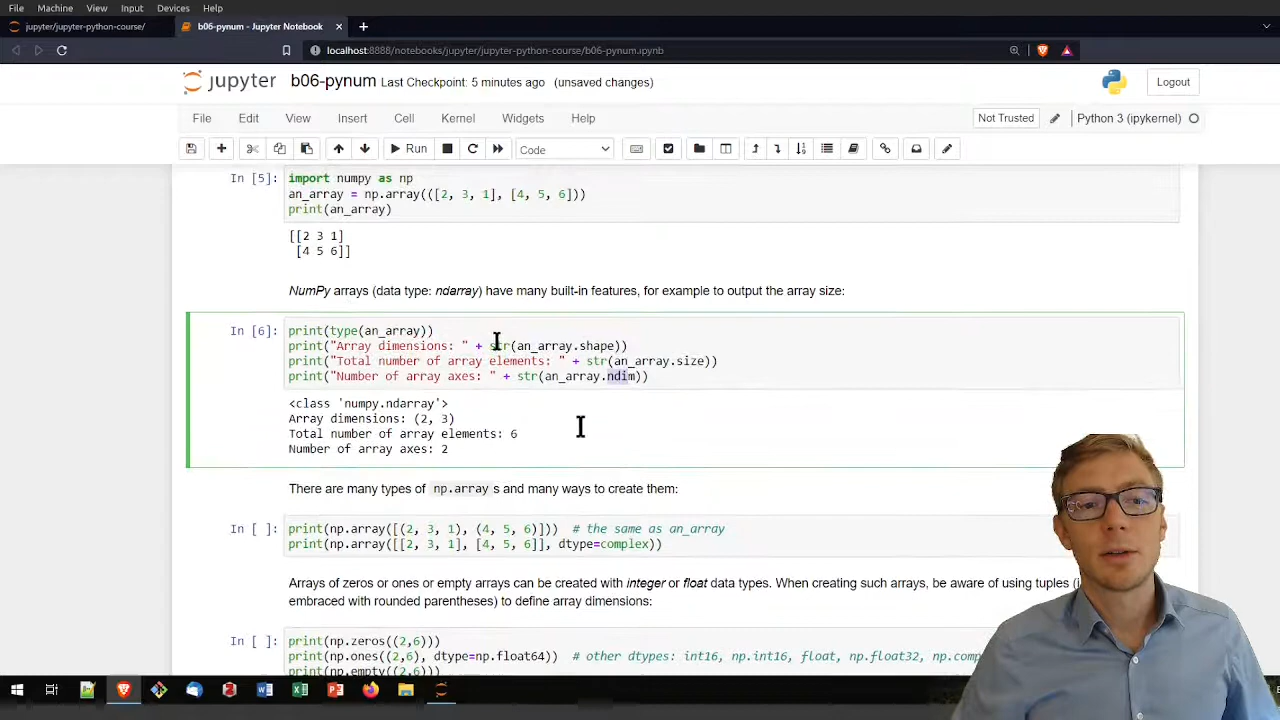 File Machine View Input Devices Help
jupyter/jupyter-python-course/ b06-pynum - Jupyter Notebook
localhost:8888/notebooks/jupyter/jupyter-python-course/b06-pynum.ipynb
jupyter b06-pynum Last Checkpoint: 5 minutes ago (unsaved changes) Logout
File Edit View Insert Cell Kernel Widgets Help Not Trusted Python 3 (ipykernel)
Run Code
In [5]: import numpy as np
an_array = np.array(([2, 3, 1], [4, 5, 6]))
print(an_array)
[[2 3 1]
[4 5 6]]
NumPy arrays (data type: ndarray) have many built-in features, for example to output the array size:
In [6]: print(type(an_array))
print("Array dimensions: " + str(an_array.shape))
print("Total number of array elements: " + str(an_array.size))
print("Number of array axes: " + str(an_array.ndim))
<class 'numpy.ndarray'>
Array dimensions: (2, 3)
Total number of array elements: 6
Number of array axes: 2
There are many types of np.array s and many ways to create them:
In [ ]: print(np.array([(2, 3, 1), (4, 5, 6)])) # the same as an_array
print(np.array([[2, 3, 1], [4, 5, 6]], dtype=complex))
Arrays of zeros or ones or empty arrays can be created with integer or float data types. When creating such arrays, be aware of using tuples (i
embraced with rounded parentheses) to define array dimensions:
In [ ]: print(np.zeros((2,6)))
print(np.ones((2,6), dtype=np.float64)) # other dtypes: int16, np.int16, float, np.float32, np.comp
print(np.empty((2,6)))